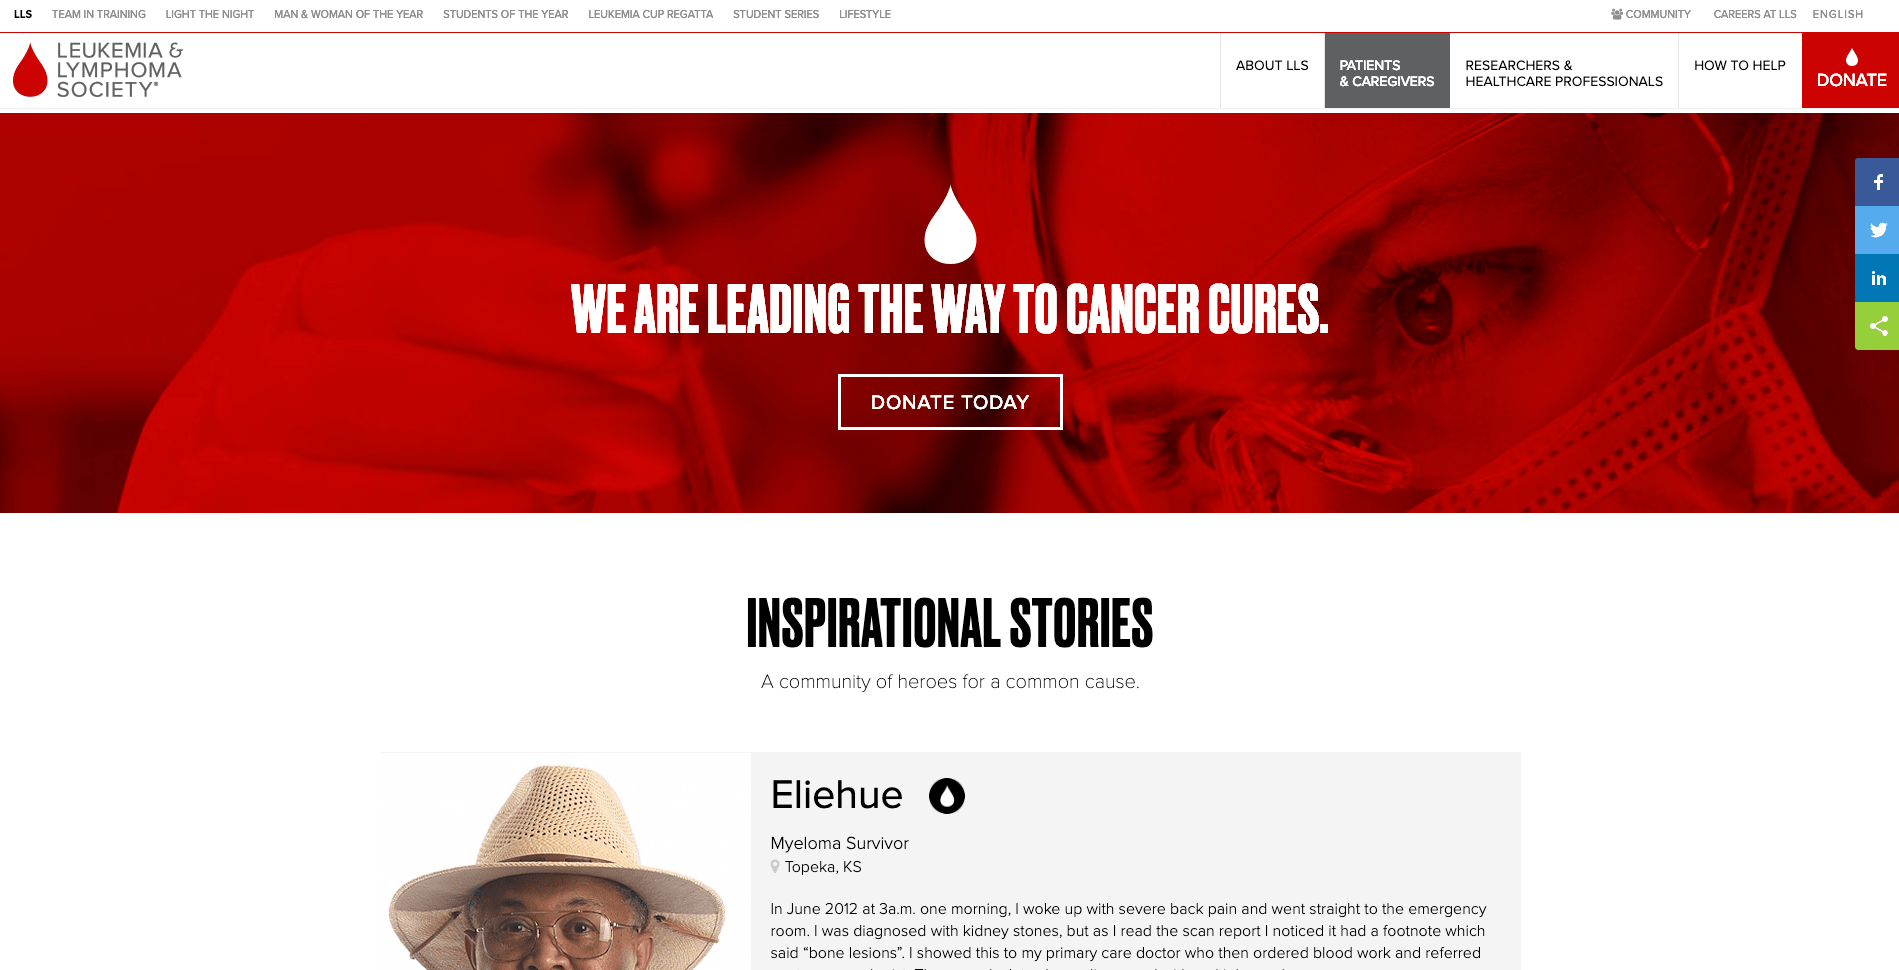 LLS TEAM IN TRAINING LIGHT THE NIGHT MAN & WOMAN OF THE YEAR STUDENTS OF THE YEAR LEUKEMIA CUP REGATTA STUDENT SERIES LIFESTYLE COMMUNITY CAREERS AT LLS ENGLISH
LEUKEMIA &
LYMPHOMA
SOCIETY®
ABOUT LLS
PATIENTS
& CAREGIVERS
RESEARCHERS &
HEALTHCARE PROFESSIONALS
HOW TO HELP
DONATE
WE ARE LEADING THE WAY TO CANCER CURES.
DONATE TODAY
INSPIRATIONAL STORIES
A community of heroes for a common cause.
Eliehue
Myeloma Survivor
Topeka, KS
In June 2012 at 3a.m. one morning, I woke up with severe back pain and went straight to the emergency
room. I was diagnosed with kidney stones, but as I read the scan report I noticed it had a footnote which
said “bone lesions”. I showed this to my primary care doctor who then ordered blood work and referred